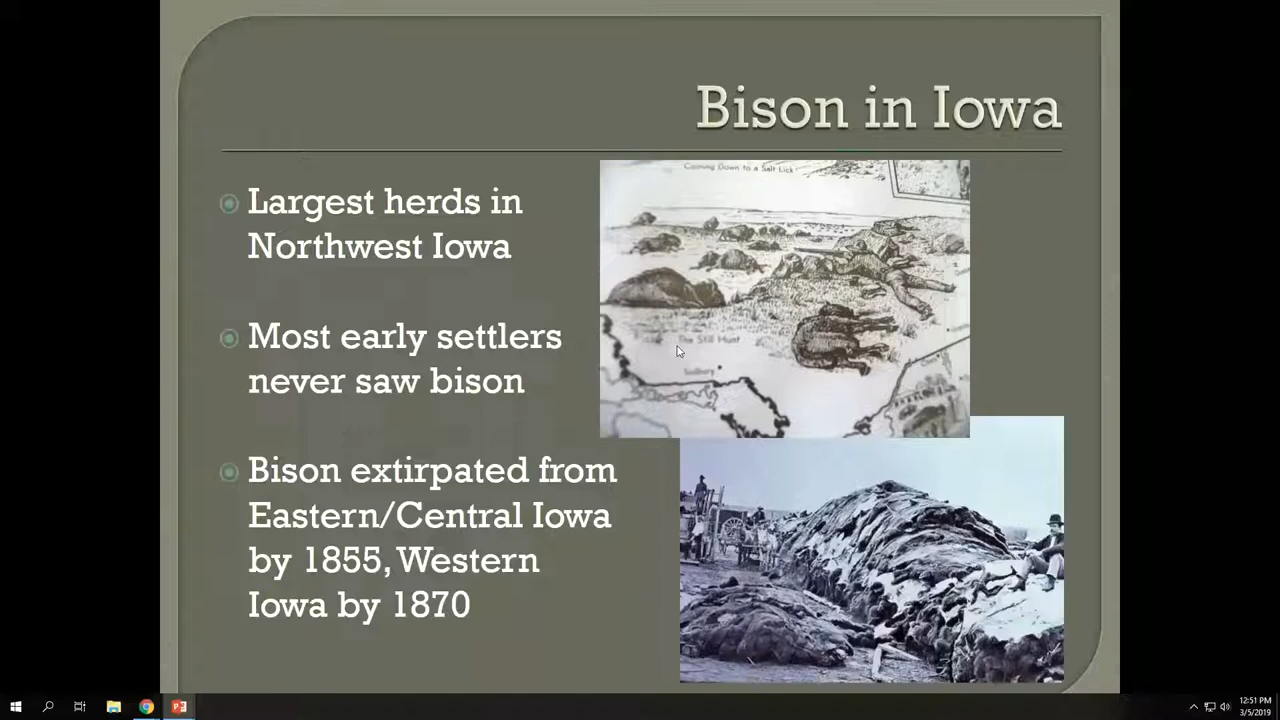 Bison in Iowa
Largest herds in
Northwest Iowa
Most early settlers
never saw bison
Bison extirpated from
Eastern/Central Iowa
by 1855, Western
Iowa by 1870
Coming Down to a Salt Lick
The Still Hunt
12:51 PM
3/5/2019